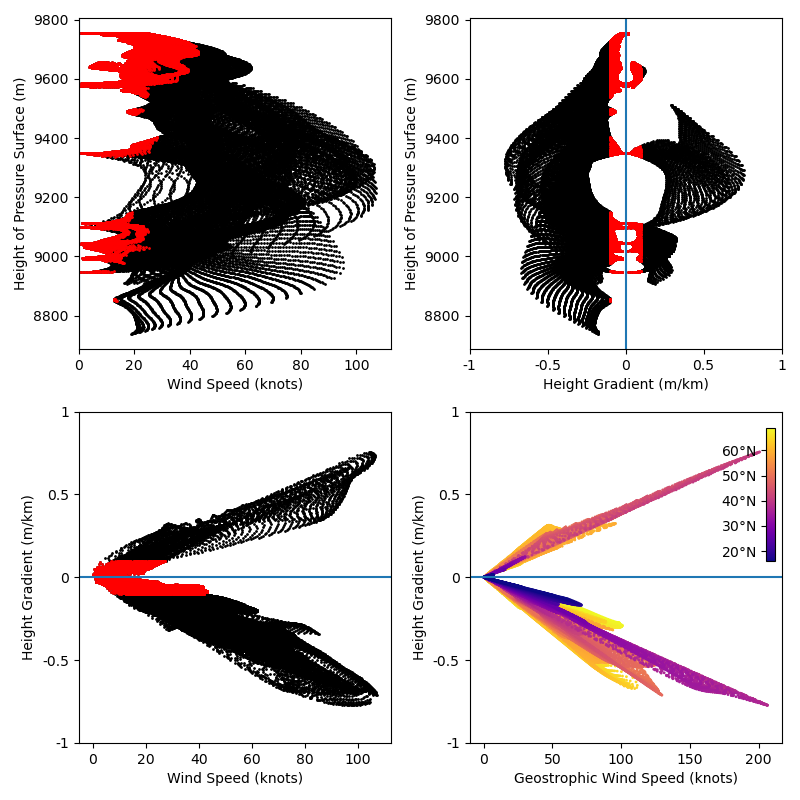 9800
9600
9400
9200
9000
8800
Height of Pressure Surface (m)
0 20 40 60 80 100
Wind Speed (knots)
9800
9600
9400
9200
9000
8800
Height of Pressure Surface (m)
-1 -0.5 0 0.5 1
Height Gradient (m/km)
1
0.5
0
-0.5
-1
Height Gradient (m/km)
0 20 40 60 80 100
Wind Speed (knots)
1
0.5
0
-0.5
-1
Height Gradient (m/km)
60°N
50°N
40°N
30°N
20°N
0 50 100 150 200
Geostrophic Wind Speed (knots)